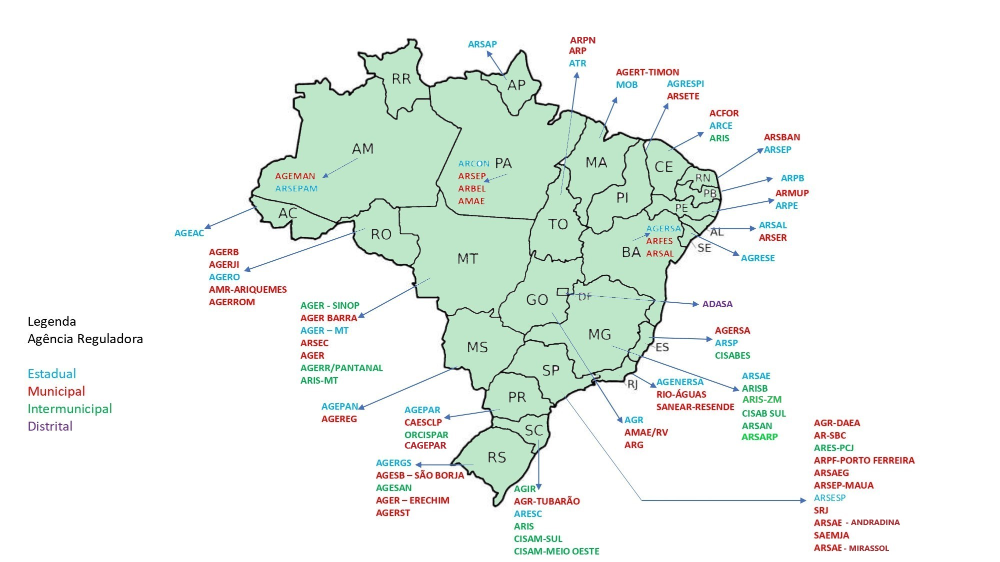 ARSAP
ARPN
ARP
ATR
AGERT-TIMON
MOB
AGRESPI
ARSETE
ACFOR
ARCE
ARIS
ARSBAN
ARSEP
ARPB
ARMUP
ARPE
ARSAL
ARSER
AGRESE
RR
AP
AM
PA
MA
CE
RN
PB
PI
PE
AL
SE
AC
RO
TO
BA
MT
GO
DF
MG
ES
MS
SP
RJ
PR
SC
RS
AGEMAN
ARSEPAM
ARCON
ARSEP
ARBEL
AMAE
AGERSA
ARFES
ARSAL
AGEAC
AGERB
AGERJI
AGERO
AMR-ARIQUEMES
AGERROM
AGER - SINOP
AGER BARRA
AGER – MT
ARSEC
AGER
AGERR/PANTANAL
ARIS-MT
ADASA
AGERSA
ARSP
CISABES
Legenda
Agência Reguladora
Estadual
Municipal
Intermunicipal
Distrital
AGEPAN
AGEREG
AGEPAR
CAESCLP
ORCISPAR
CAGEPAR
AGENERSA
RIO-ÁGUAS
SANEAR-RESENDE
ARSAE
ARISB
ARIS-ZM
CISAB SUL
ARSAN
ARSARP
AGR
AMAE/RV
ARG
AGERGS
AGESB – SÃO BORJA
AGESAN
AGER – ERECHIM
AGERST
AGIR
AGR-TUBARÃO
ARESC
ARIS
CISAM-SUL
CISAM-MEIO OESTE
AGR-DAEA
AR-SBC
ARES-PCJ
ARPF-PORTO FERREIRA
ARSAEG
ARSEP-MAUA
ARSESP
SRJ
ARSAE - ANDRADINA
SAEMJA
ARSAE - MIRASSOL